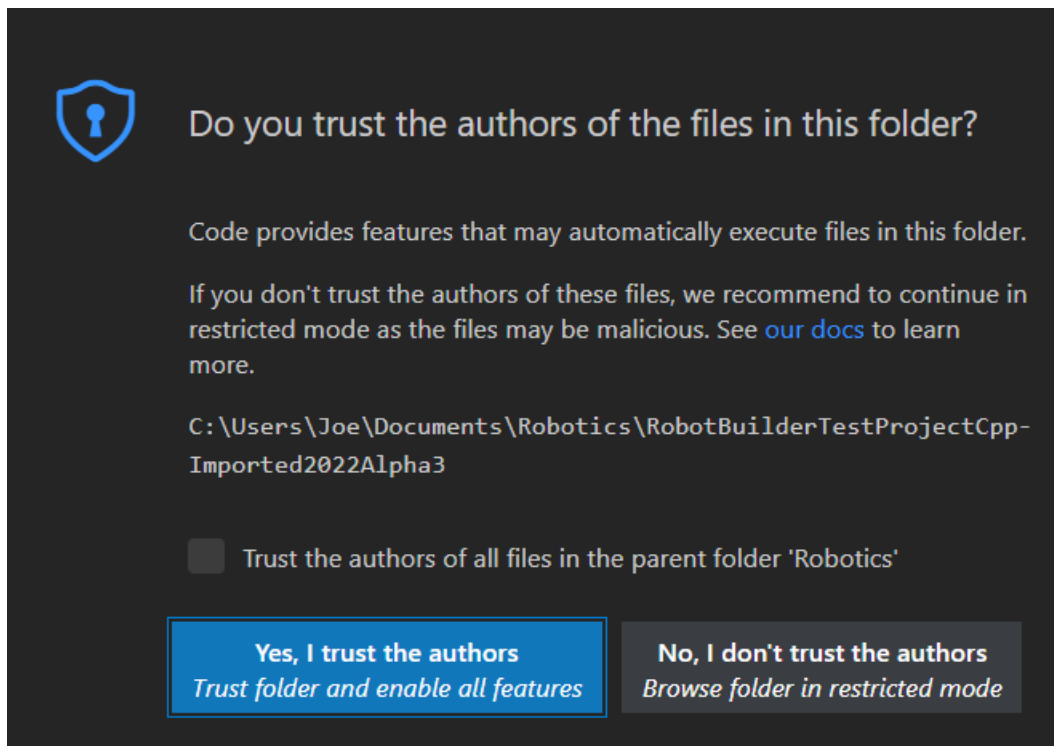 Do you trust the authors of the files in this folder?
Code provides features that may automatically execute files in this folder.
If you don't trust the authors of these files, we recommend to continue in
restricted mode as the files may be malicious. See our docs to learn
more.
C:\Users\Joe\Documents\Robotics\RobotBuilderTestProjectCpp-
Imported2022Alpha3
Trust the authors of all files in the parent folder 'Robotics'
Yes, I trust the authors
Trust folder and enable all features
No, I don't trust the authors
Browse folder in restricted mode